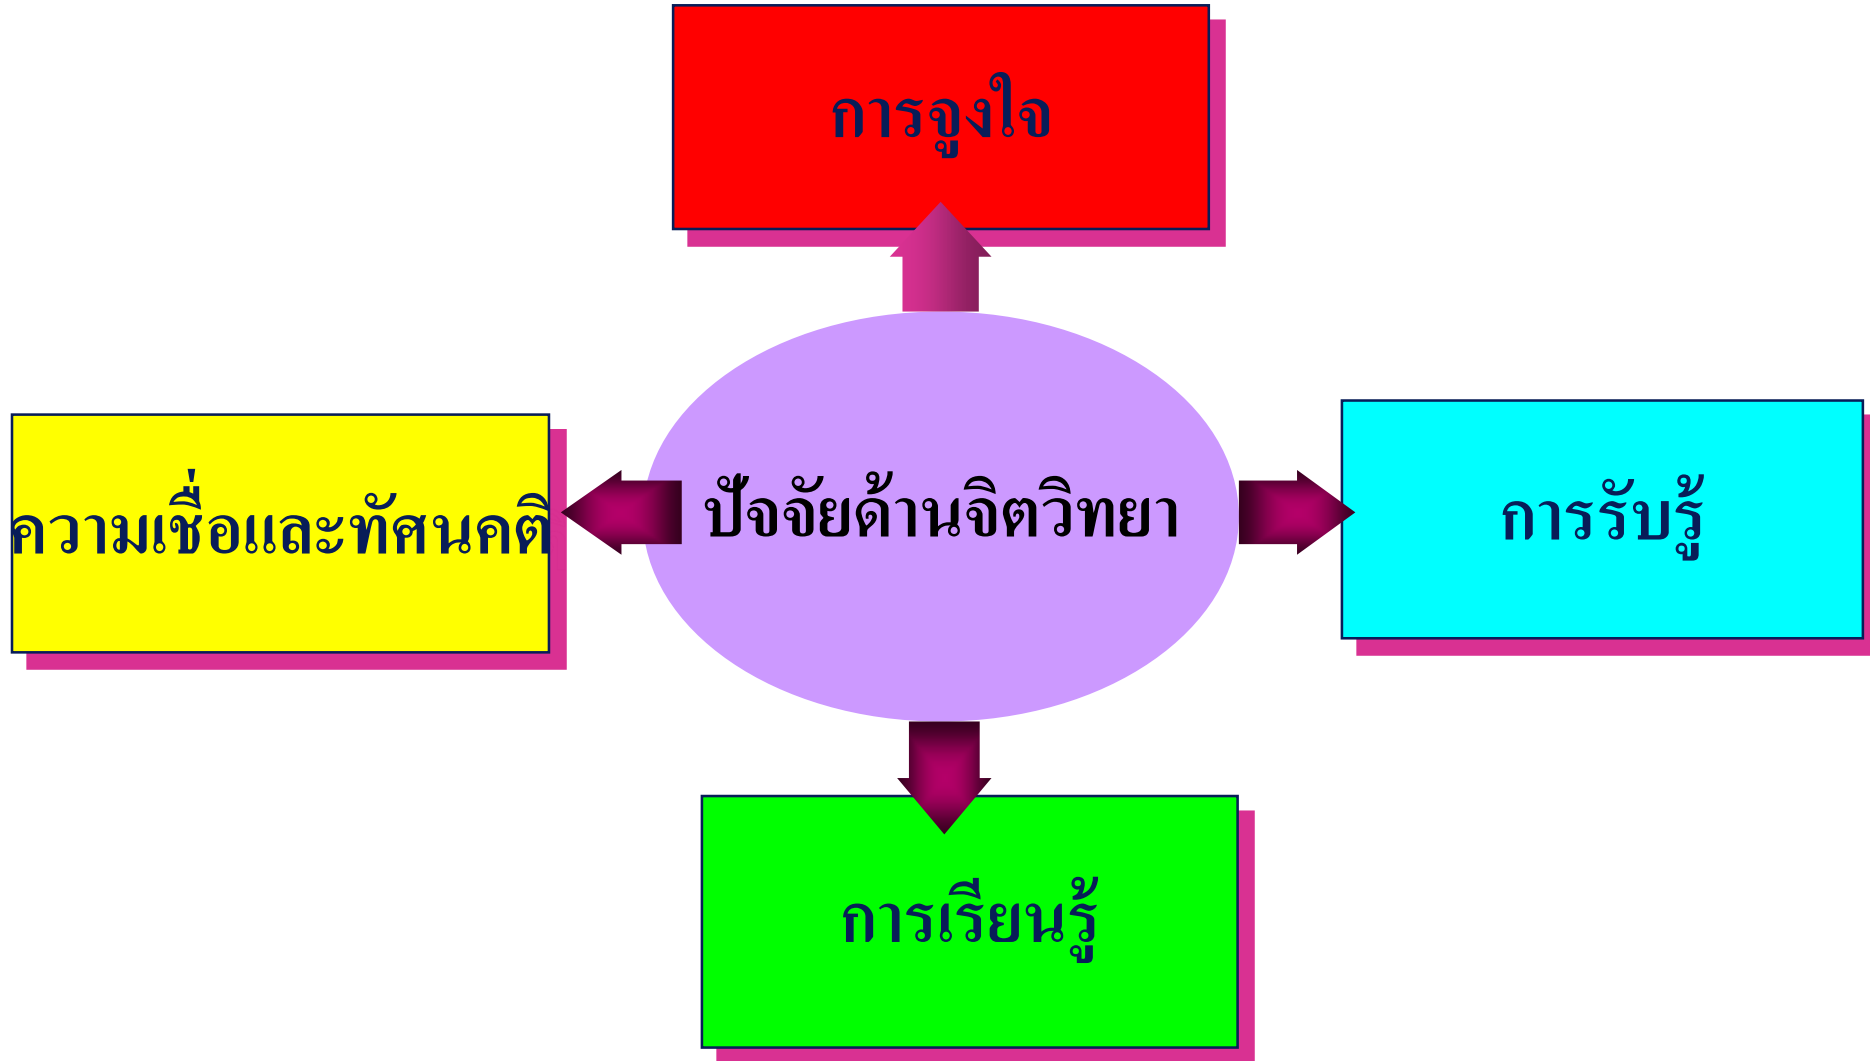 การจูงใจ
ความเชื่อและทัศนคติ
ปัจจัยด้านจิตวิทยา
การรับรู้
การเรียนรู้